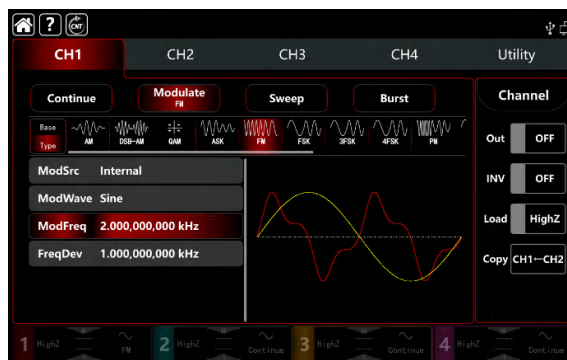 ? CNT
CH1 CH2 CH3 CH4 Utility
Continue Modulate FM Sweep Burst Channel
Base Type AM DSB-AM QAM ASK FM FSK 3FSK 4FSK PM
Out OFF
ModSrc Internal
INV OFF
ModWave Sine
ModFreq 2.000,000,000 kHz
Load HighZ
FreqDev 1.000,000,000 kHz
Copy CH1←CH2
1 HighZ FM 2 HighZ Continue 3 HighZ Continue 4 HighZ Continue